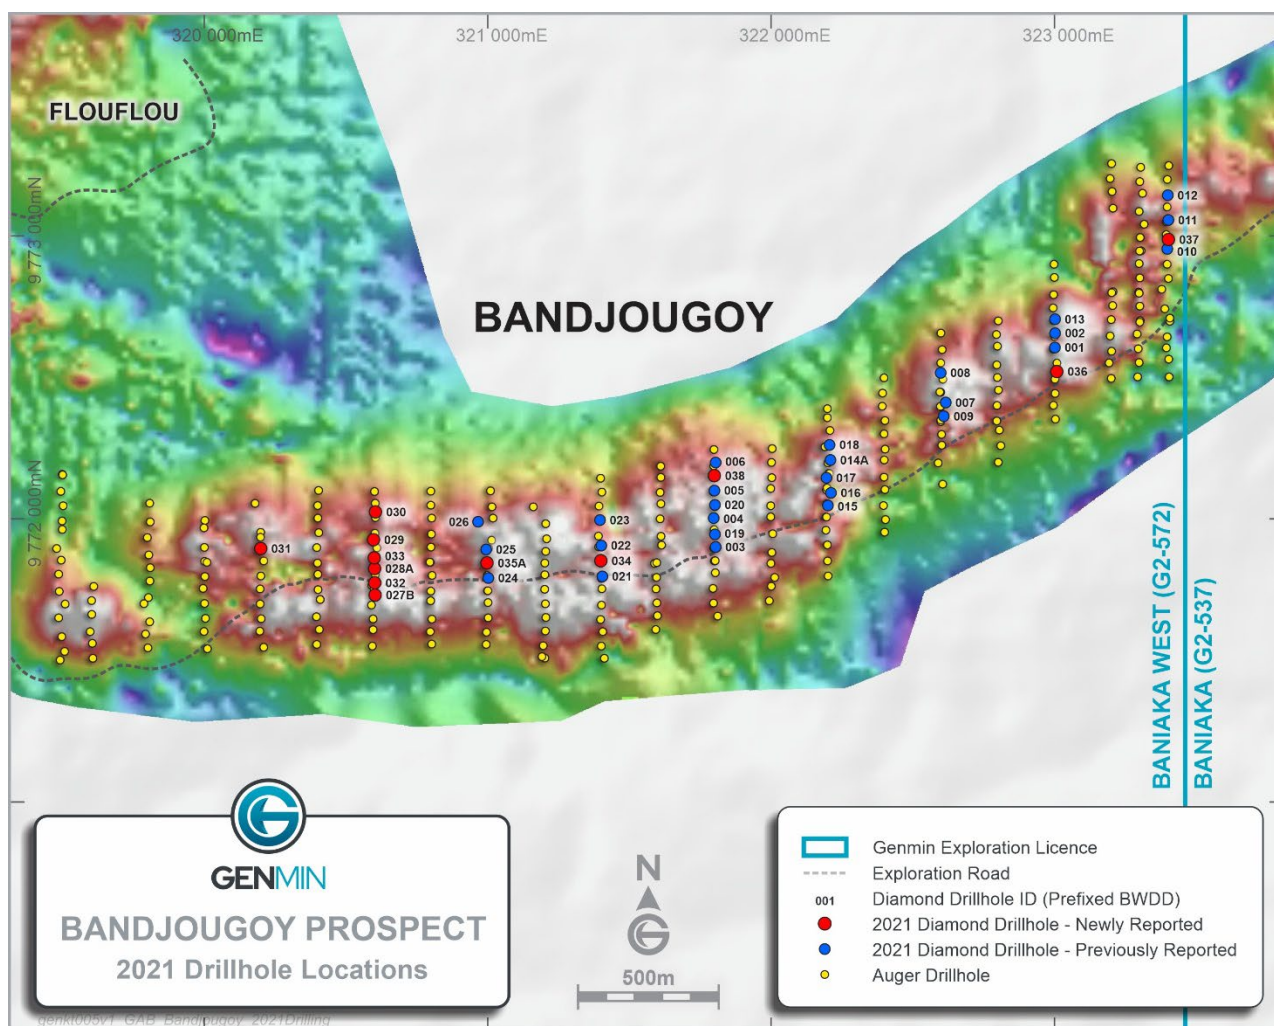 320 000mE
321 000mE
322 000mE
323 000mE
FLOUFLOU
9 773 000mN
9 772 000mN
BANDJOUGOY
012
011
037
010
013
002
001
036
008
007
009
018
014A
017
016
015
006
038
005
020
004
019
003
023
022
034
021
026
025
035A
024
030
029
033
028A
032
027B
031
BANIAKA WEST (G2-572)
BANIAKA (G2-537)
GENMIN
BANDJOUGOY PROSPECT
2021 Drillhole Locations
genkt005v1_GAB_Bandjougoy_2021Drilling
N
500m
Genmin Exploration Licence
Exploration Road
001 Diamond Drillhole ID (Prefixed BWDD)
2021 Diamond Drillhole - Newly Reported
2021 Diamond Drillhole - Previously Reported
Auger Drillhole